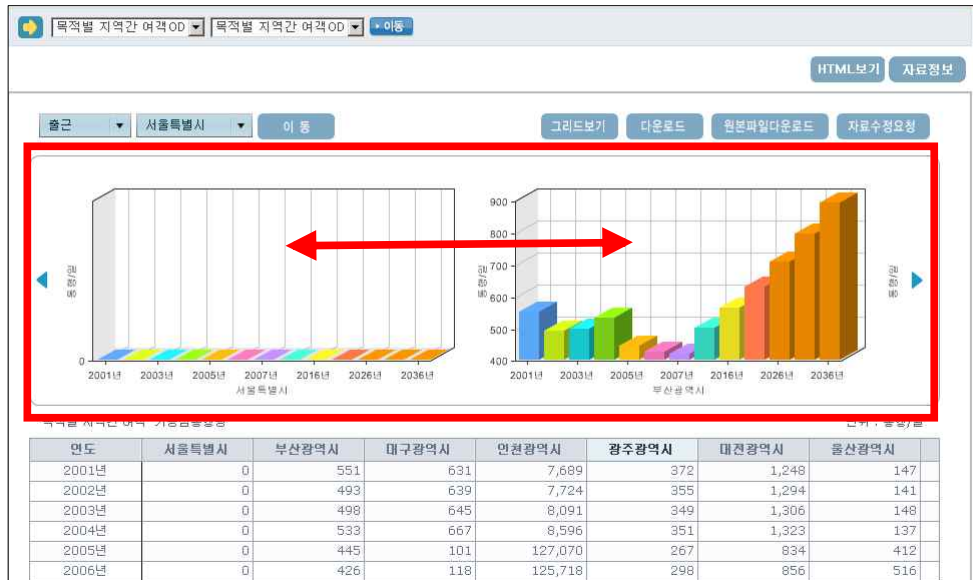 목적별 지역간 여객OD 목적별 지역간 여객OD 이동
HTML보기 자료정보
출근 서울특별시 이 동 그리드보기 다운로드 원본파일다운로드 자료수정요청
0
2001년 2003년 2005년 2007년 2016년 2026년 2036년
서울특별시
통행/일
900
800
700
600
500
400
2001년 2003년 2005년 2007년 2016년 2026년 2036년
부산광역시
통행/일
통행/일
연도 서울특별시 부산광역시 대구광역시 인천광역시 광주광역시 대전광역시 울산광역시
2001년 0 551 631 7,689 372 1,248 147
2002년 0 493 639 7,724 355 1,294 141
2003년 0 498 645 8,091 349 1,306 148
2004년 0 533 667 8,596 351 1,323 137
2005년 0 445 101 127,070 267 834 412
2006년 0 426 118 125,718 298 856 516